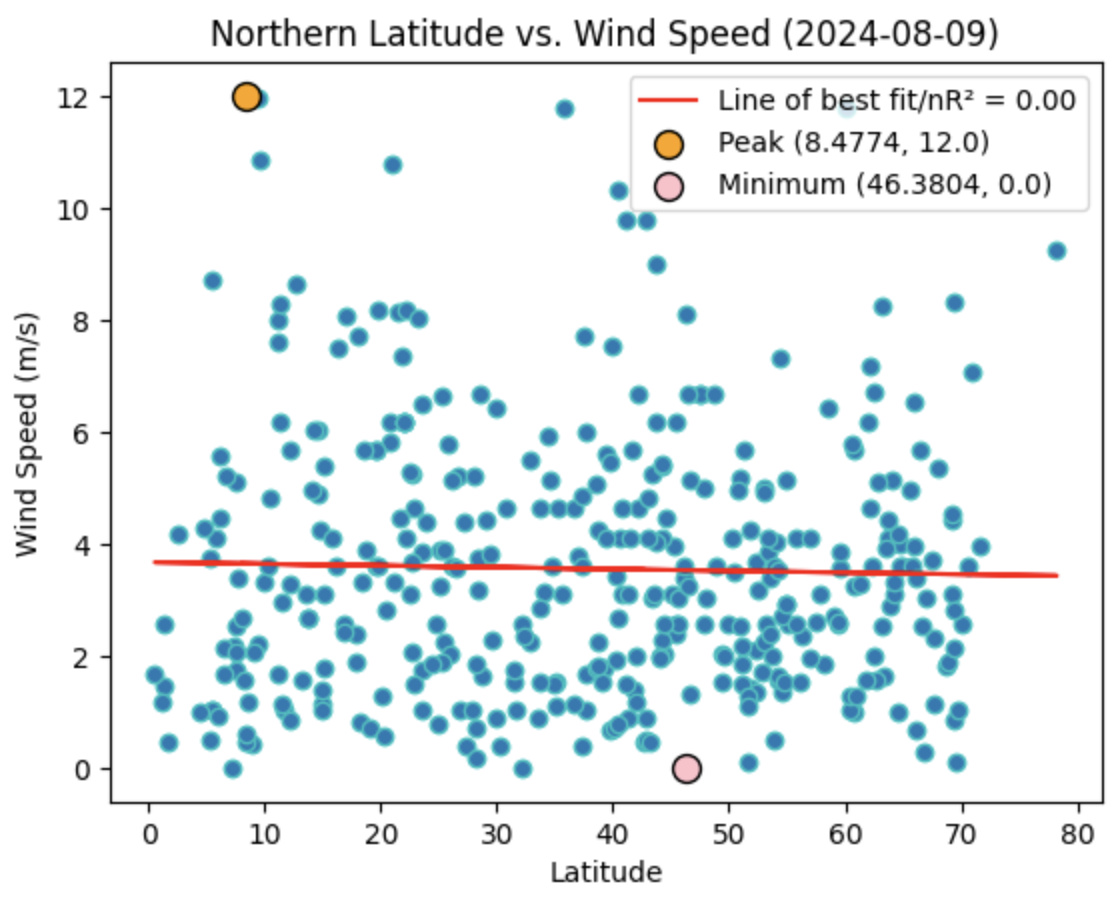 Northern Latitude vs. Wind Speed (2024-08-09)
Line of best fit/nR² = 0.00
Peak (8.4774, 12.0)
Minimum (46.3804, 0.0)
Wind Speed (m/s)
12
10
8
6
4
2
0
0 10 20 30 40 50 60 70 80
Latitude